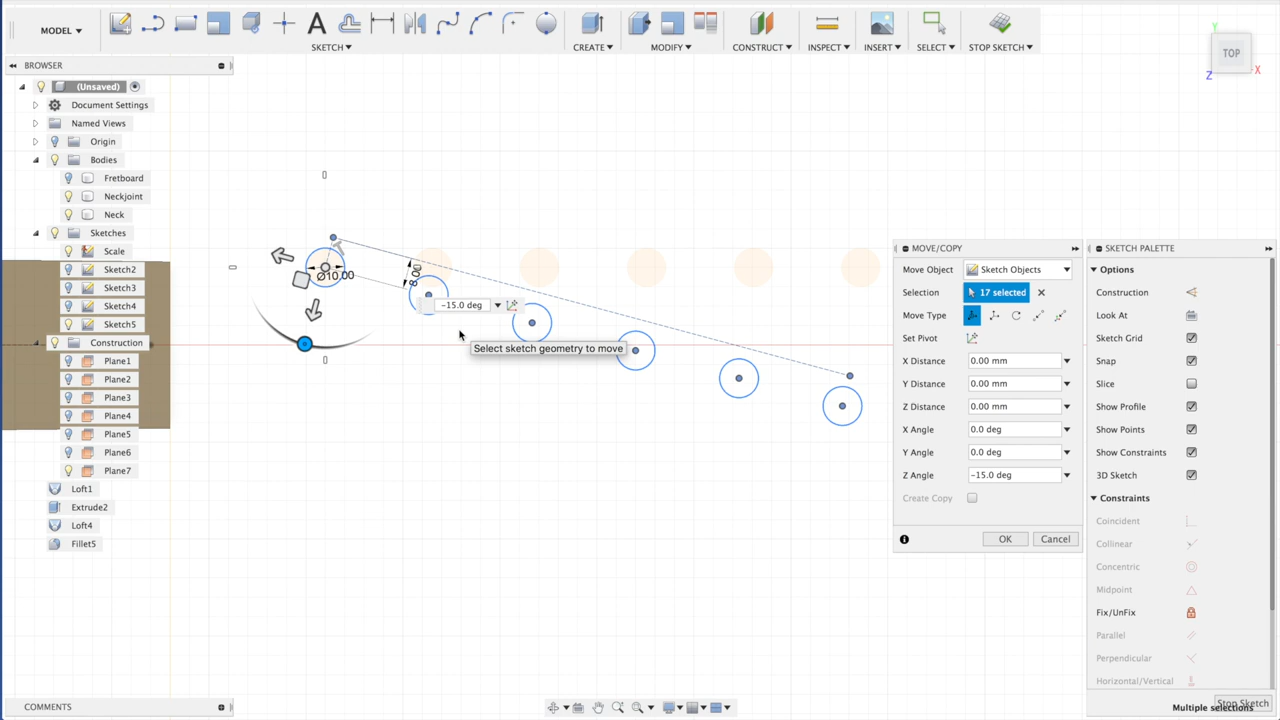 MODEL
SKETCH
CREATE
MODIFY
CONSTRUCT
INSPECT
INSERT
SELECT
STOP SKETCH
BROWSER
(Unsaved)
Document Settings
Named Views
Origin
Bodies
Fretboard
Neckjoint
Neck
Sketches
Scale
Sketch2
Sketch3
Sketch4
Sketch5
Construction
Plane1
Plane2
Plane3
Plane4
Plane5
Plane6
Plane7
Loft1
Extrude2
Loft4
Fillet5
COMMENTS
TOP
Y
X
Z
Ø10.00
8.00
-15.0 deg
Select sketch geometry to move
MOVE/COPY
Move Object Sketch Objects
Selection 17 selected
Move Type
Set Pivot
X Distance 0.00 mm
Y Distance 0.00 mm
Z Distance 0.00 mm
X Angle 0.0 deg
Y Angle 0.0 deg
Z Angle -15.0 deg
Create Copy
OK Cancel
SKETCH PALETTE
Options
Construction
Look At
Sketch Grid
Snap
Slice
Show Profile
Show Points
Show Constraints
3D Sketch
Constraints
Coincident
Collinear
Concentric
Midpoint
Fix/UnFix
Parallel
Perpendicular
Horizontal/Vertical
Stop Sketch
Multiple selections